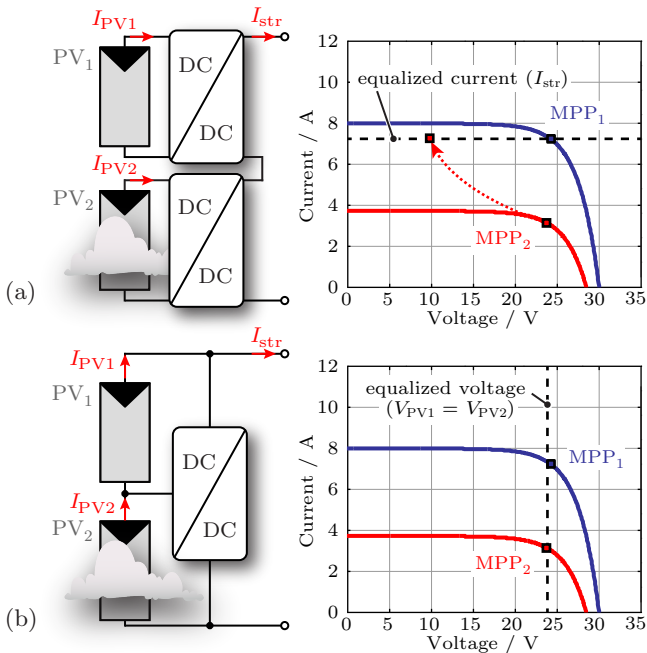 I_PV1
I_str
PV_1
DC
DC
I_PV2
PV_2
DC
DC
(a)
12
10
8
6
4
2
0
Current / A
equalized current (I_str)
MPP_1
MPP_2
0 5 10 15 20 25 30 35
Voltage / V
I_str
I_PV1
PV_1
DC
I_PV2
PV_2
DC
(b)
12
10
8
6
4
2
0
Current / A
equalized voltage
(V_PV1 = V_PV2)
MPP_1
MPP_2
0 5 10 15 20 25 30 35
Voltage / V